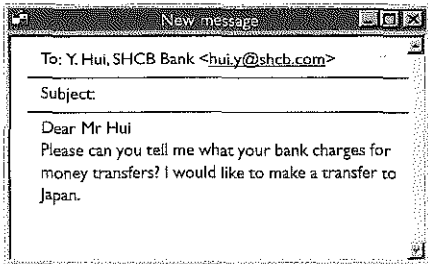 New message
To: Y. Hui, SHCB Bank <hui.y@shcb.com>
Subject:
Dear Mr Hui
Please can you tell me what your bank charges for
money transfers? I would like to make a transfer to
Japan.